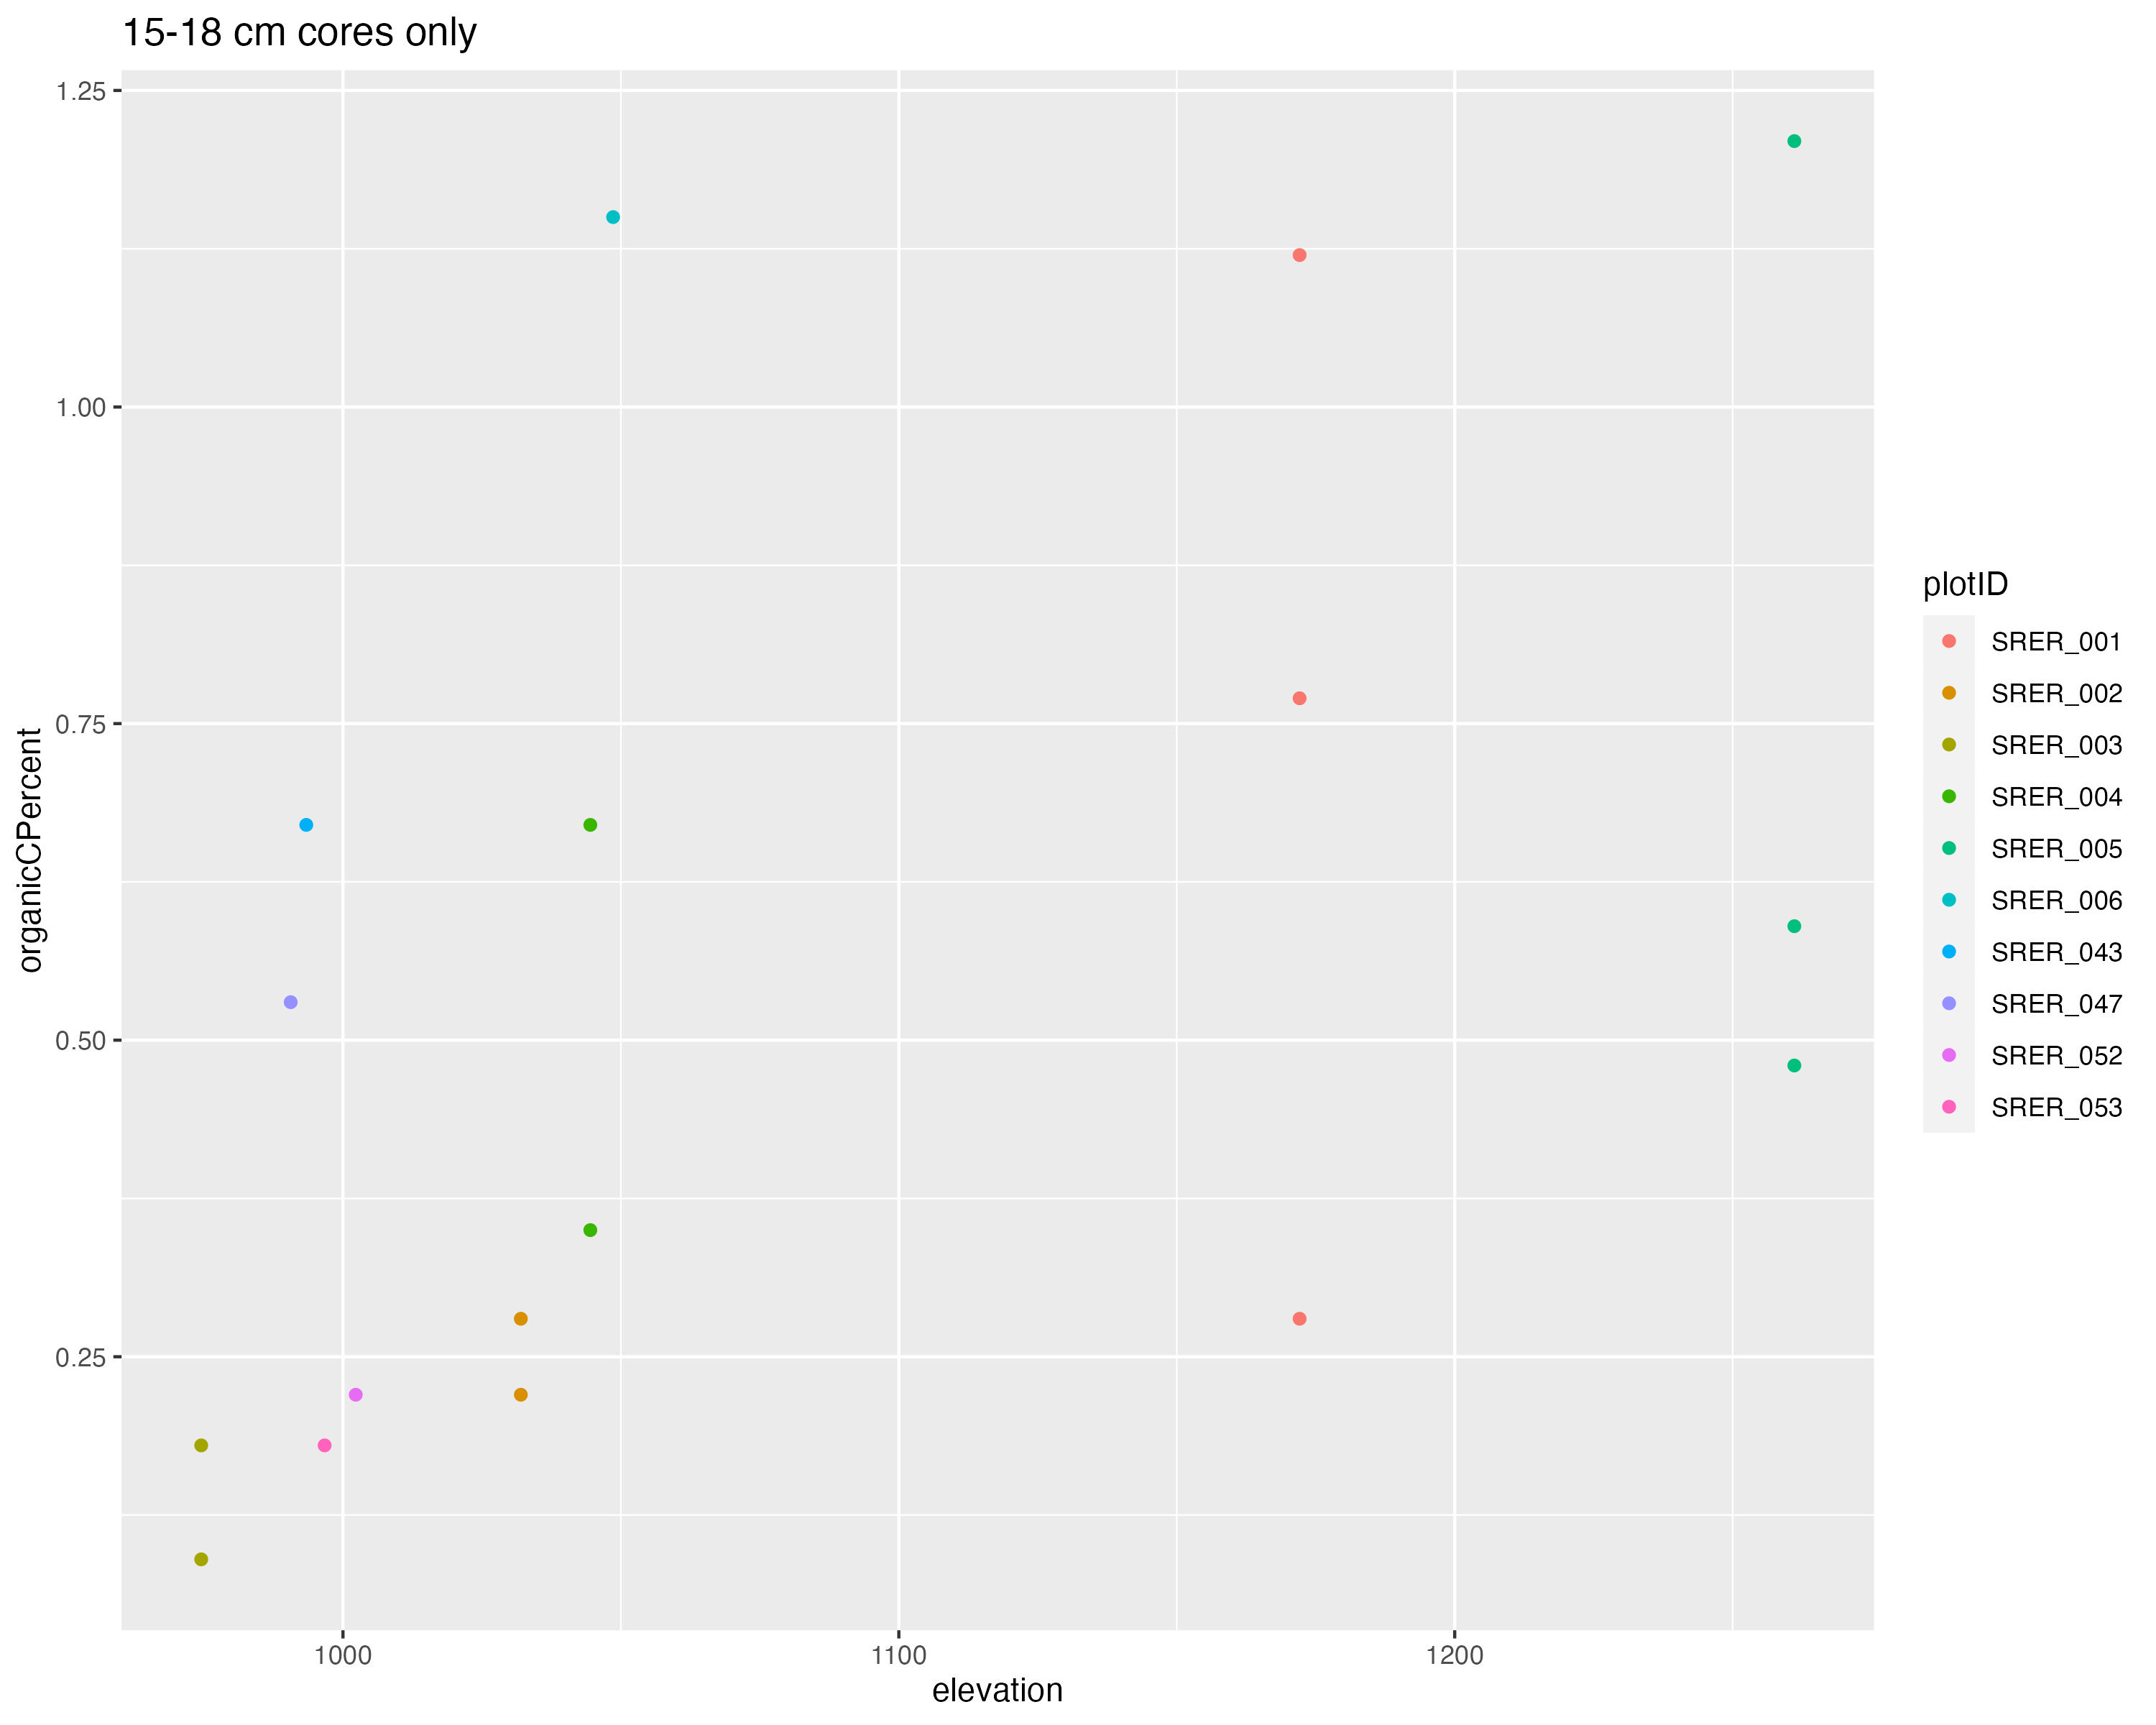 15-18 cm cores only
1.25
1.00
0.75
0.50
0.25
organicCPercent
1000
1100
1200
elevation
plotID
SRER_001
SRER_002
SRER_003
SRER_004
SRER_005
SRER_006
SRER_043
SRER_047
SRER_052
SRER_053